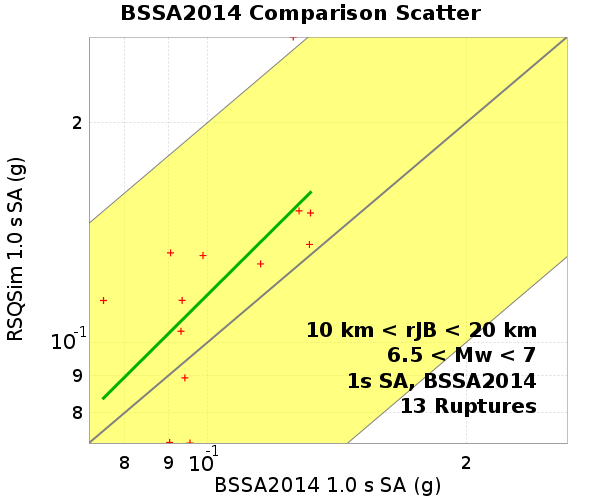 BSSA2014 Comparison Scatter
RSQSim 1.0 s SA (g)
2
10^-1
9
8
10 km < rJB < 20 km
6.5 < Mw < 7
1s SA, BSSA2014
13 Ruptures
8 9 10^-1 2
BSSA2014 1.0 s SA (g)